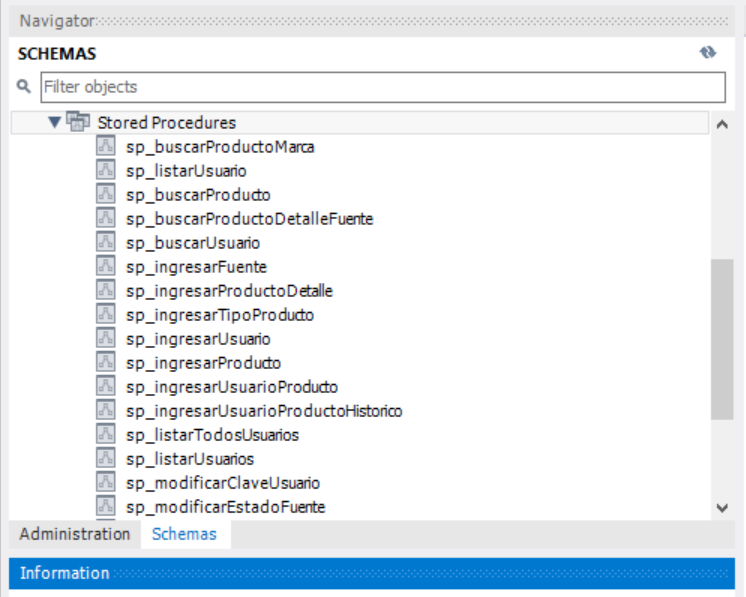 Navigator
SCHEMAS
Filter objects
Stored Procedures
sp_buscarProductoMarca
sp_listarUsuario
sp_buscarProducto
sp_buscarProductoDetalleFuente
sp_buscarUsuario
sp_ingresarFuente
sp_ingresarProductoDetalle
sp_ingresarTipoProducto
sp_ingresarUsuario
sp_ingresarProducto
sp_ingresarUsuarioProducto
sp_ingresarUsuarioProductoHistorico
sp_listarTodosUsuarios
sp_listarUsuarios
sp_modificarClaveUsuario
sp_modificarEstadoFuente
Administration Schemas
Information